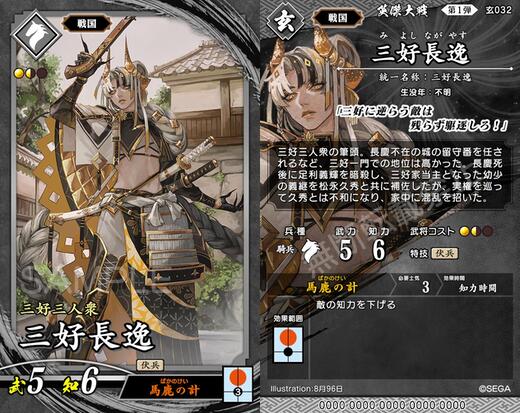 戦国
三好三人衆
三好長逸
伏兵
武5 知6
ばかのけい
馬鹿の計
3
玄
戦国
英傑大戦
第1弾
玄032
みよしながやす
三好長逸
統一名称:三好長逸
生没年:不明
「三好に逆らう敵は
残らず駆逐しろ!」
三好三人衆の筆頭。長慶不在の城の留守番を任さ
れるなど、三好一門での地位は高かった。長慶死
後に足利義輝を暗殺し、三好家当主となった幼少
の義継を松永久秀と共に補佐したが、実権を巡っ
て久秀とは不和になり、家中に混乱を招いた。
兵種 武力 知力 武将コスト
騎兵 5 6 特技 伏兵
ばかのけい 必要士気 効果時間
馬鹿の計 3 知力時間
敵の知力を下げる
効果範囲
Illustration:8月96日
©SEGA
0000-0000-0000-0000-0000